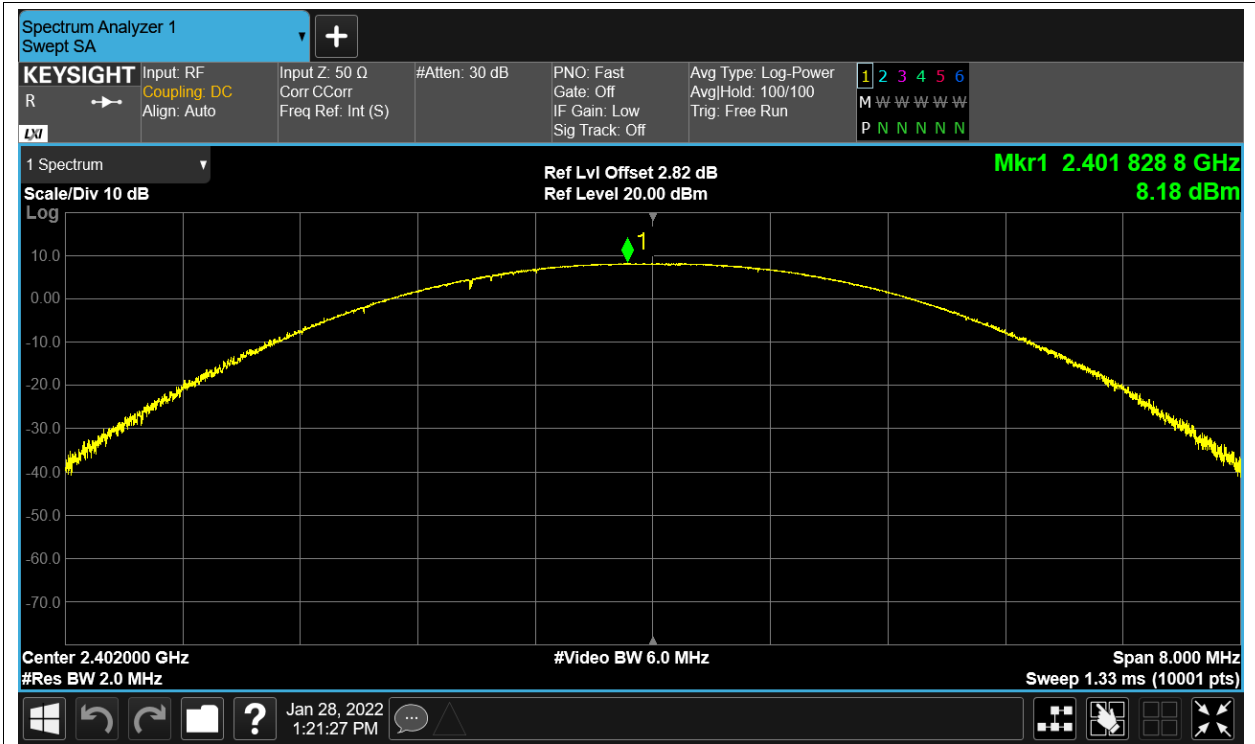 Spectrum Analyzer 1
Swept SA
KEYSIGHT
R
LXI
Input: RF
Coupling: DC
Align: Auto
Input Z: 50 Ω
Corr CCorr
Freq Ref: Int (S)
#Atten: 30 dB
PNO: Fast
Gate: Off
IF Gain: Low
Sig Track: Off
Avg Type: Log-Power
Avg|Hold: 100/100
Trig: Free Run
1 2 3 4 5 6
M W W W W W
P N N N N N
1 Spectrum
Scale/Div 10 dB
Log
Ref Lvl Offset 2.82 dB
Ref Level 20.00 dBm
Mkr1 2.401 828 8 GHz
8.18 dBm
1
10.0
0.00
-10.0
-20.0
-30.0
-40.0
-50.0
-60.0
-70.0
Center 2.402000 GHz
#Res BW 2.0 MHz
#Video BW 6.0 MHz
Span 8.000 MHz
Sweep 1.33 ms (10001 pts)
?
Jan 28, 2022
1:21:27 PM